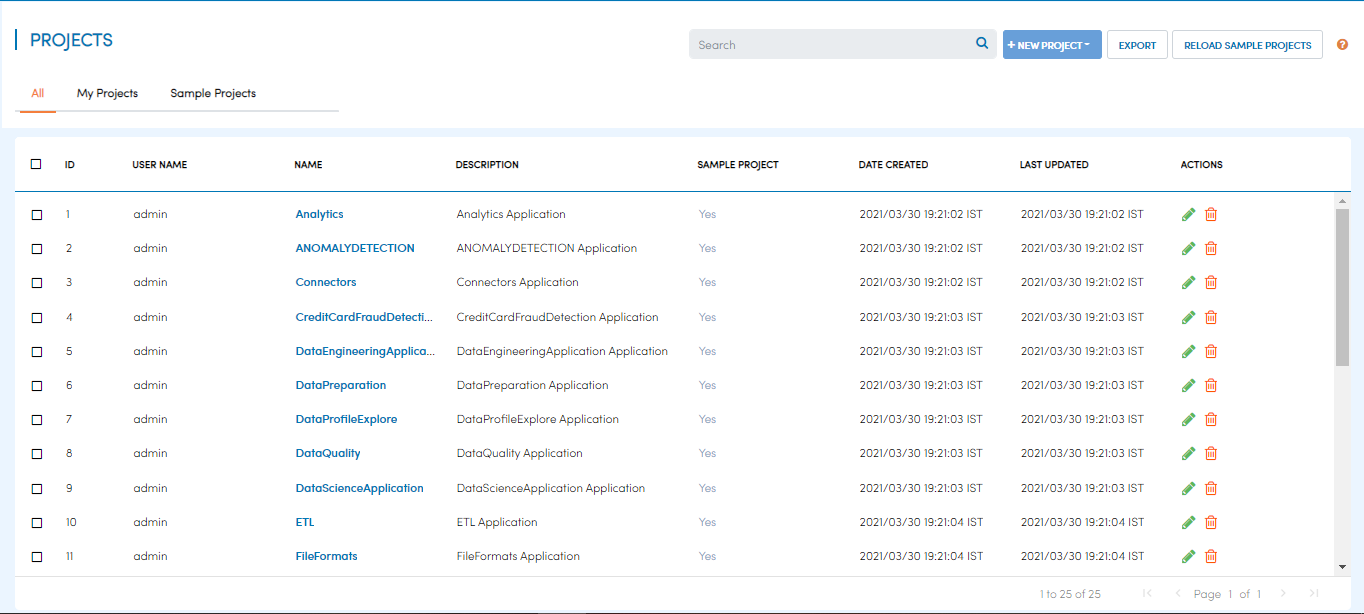 PROJECTS
Search
+ NEW PROJECT
EXPORT
RELOAD SAMPLE PROJECTS
?
All My Projects Sample Projects
ID USER NAME NAME DESCRIPTION SAMPLE PROJECT DATE CREATED LAST UPDATED ACTIONS
1 admin Analytics Analytics Application Yes 2021/03/30 19:21:02 IST 2021/03/30 19:21:02 IST
2 admin ANOMALYDETECTION ANOMALYDETECTION Application Yes 2021/03/30 19:21:02 IST 2021/03/30 19:21:02 IST
3 admin Connectors Connectors Application Yes 2021/03/30 19:21:02 IST 2021/03/30 19:21:02 IST
4 admin CreditCardFraudDetecti... CreditCardFraudDetection Application Yes 2021/03/30 19:21:03 IST 2021/03/30 19:21:03 IST
5 admin DataEngineeringApplica... DataEngineeringApplication Application Yes 2021/03/30 19:21:03 IST 2021/03/30 19:21:03 IST
6 admin DataPreparation DataPreparation Application Yes 2021/03/30 19:21:03 IST 2021/03/30 19:21:03 IST
7 admin DataProfileExplore DataProfileExplore Application Yes 2021/03/30 19:21:03 IST 2021/03/30 19:21:03 IST
8 admin DataQuality DataQuality Application Yes 2021/03/30 19:21:03 IST 2021/03/30 19:21:03 IST
9 admin DataScienceApplication DataScienceApplication Application Yes 2021/03/30 19:21:03 IST 2021/03/30 19:21:03 IST
10 admin ETL ETL Application Yes 2021/03/30 19:21:04 IST 2021/03/30 19:21:04 IST
11 admin FileFormats FileFormats Application Yes 2021/03/30 19:21:04 IST 2021/03/30 19:21:04 IST
1 to 25 of 25 Page 1 of 1